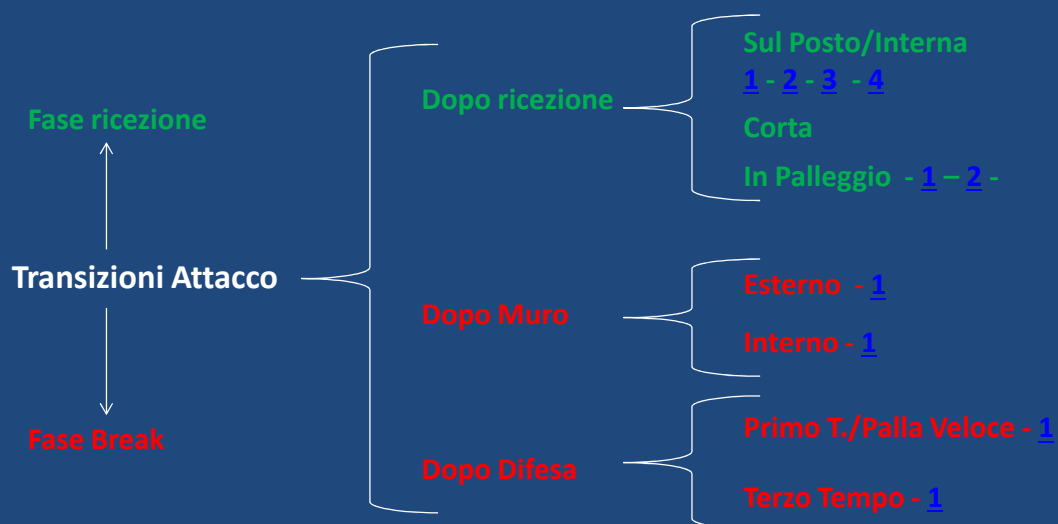 Fase ricezione
Transizioni Attacco
Fase Break
Dopo ricezione
Sul Posto/Interna
1 - 2 - 3 - 4
Corta
In Palleggio - 1 – 2 -
Dopo Muro
Esterno - 1
Interno - 1
Dopo Difesa
Primo T./Palla Veloce - 1
Terzo Tempo - 1